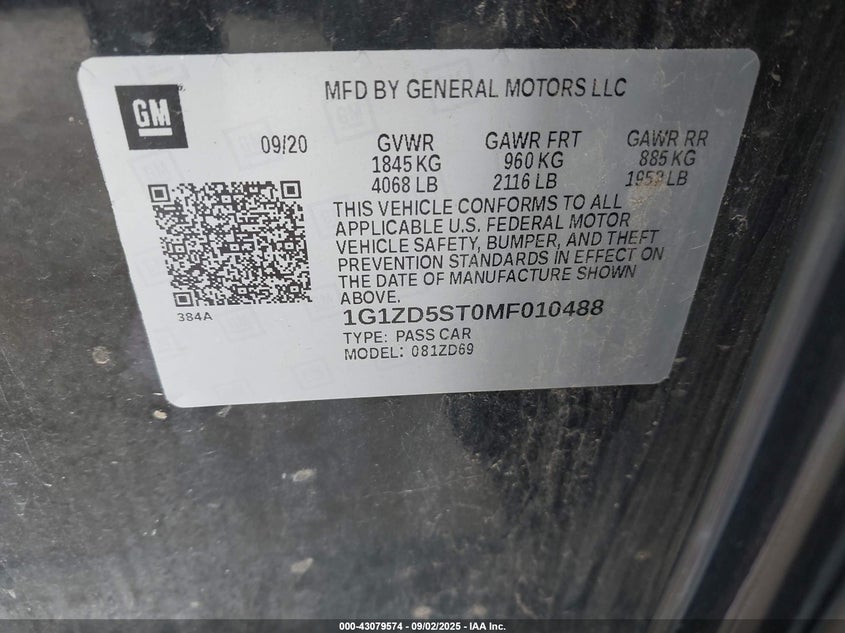 GM
MFD BY GENERAL MOTORS LLC
09/20 GVWR GAWR FRT GAWR RR
1845 KG 960 KG 885 KG
4068 LB 2116 LB LB
THIS VEHICLE CONFORMS TO ALL
APPLICABLE U.S. FEDERAL MOTOR
VEHICLE SAFETY, BUMPER, AND THEFT
PREVENTION STANDARDS IN EFFECT ON
THE DATE OF MANUFACTURE SHOWN
ABOVE.
384A
1G1ZD5ST0MF010488
TYPE: PASS CAR
MODEL: 081ZD69
000-43079574 - 09/02/2025 - IAA Inc.